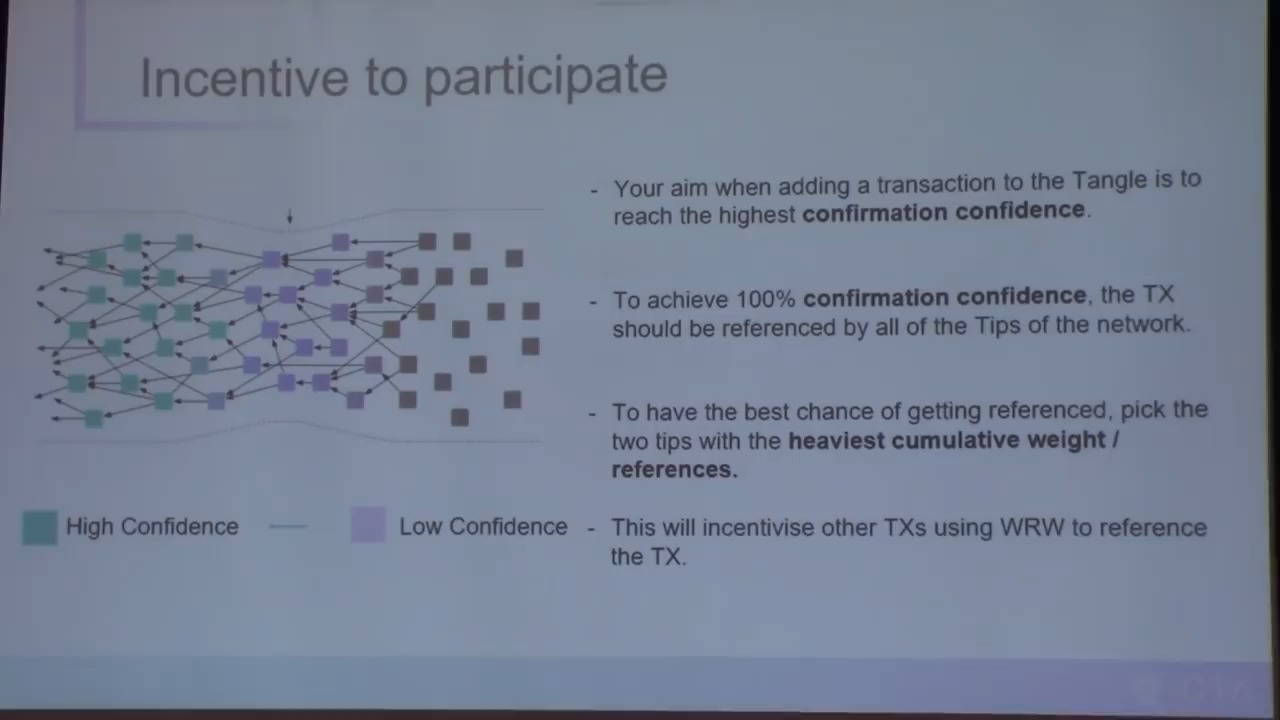 Incentive to participate
- Your aim when adding a transaction to the Tangle is to
reach the highest confirmation confidence.
- To achieve 100% confirmation confidence, the TX
should be referenced by all of the Tips of the network.
- To have the best chance of getting referenced, pick the
two tips with the heaviest cumulative weight /
references.
- This will incentivise other TXs using WRW to reference
the TX.
High Confidence
Low Confidence